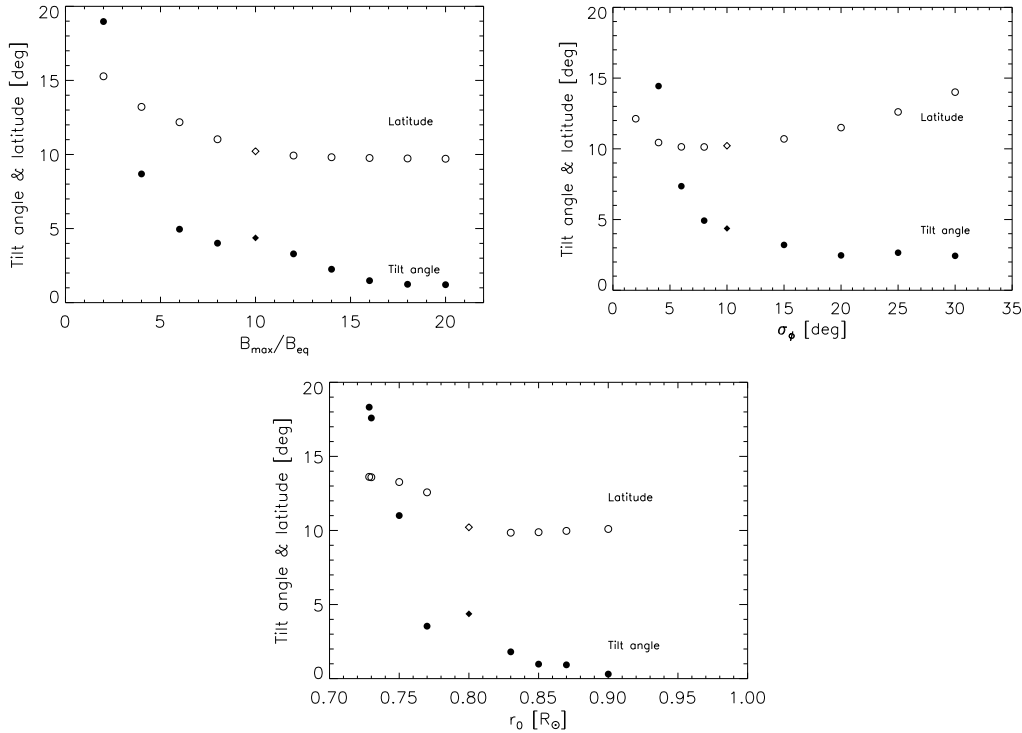 Tilt angle & latitude [deg]
20
15
10
5
0
Latitude
Tilt angle
0 5 10 15 20
B_max/B_eq
Tilt angle & latitude [deg]
20
15
10
5
0
Latitude
Tilt angle
0 5 10 15 20 25 30 35
σ_ϕ [deg]
Tilt angle & latitude [deg]
20
15
10
5
0
Latitude
Tilt angle
0.70 0.75 0.80 0.85 0.90 0.95 1.00
r_0 [R_⊙]